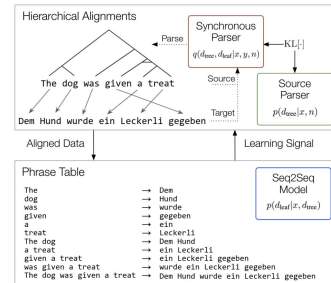 Hierarchical Alignments
Synchronous
Parser
q(d_tree, d_leaf|x, y, n)
Parse
KL[·]
Source
Parser
p(d_tree|x, n)
Source
The dog was given a treat
Target
Dem Hund wurde ein Leckerli gegeben
Aligned Data
Learning Signal
Phrase Table
Seq2Seq
Model
p(d_leaf|x, d_tree)
The → Dem
dog → Hund
was → wurde
given → gegeben
a → ein
treat → Leckerli
The dog → Dem Hund
a treat → ein Leckerli
given a treat → ein Leckerli gegeben
was given a treat → wurde ein Leckerli gegeben
The dog was given a treat → Dem Hund wurde ein Leckerli gegeben